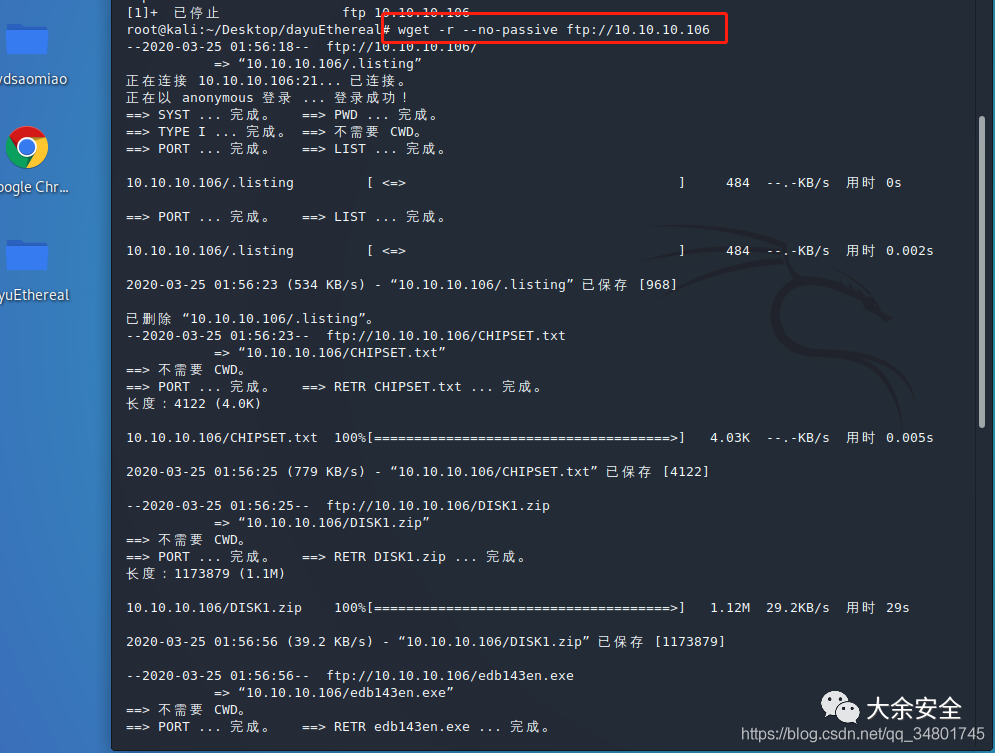 [1]+ 已停止 ftp 10.10.10.106
root@kali:~/Desktop/dayuEthereal# wget -r --no-passive ftp://10.10.10.106
--2020-03-25 01:56:18-- ftp://10.10.10.106/
=> “10.10.10.106/.listing”
正在连接 10.10.10.106:21... 已连接。
正在以 anonymous 登录 ... 登录成功！
==> SYST ... 完成。 ==> PWD ... 完成。
==> TYPE I ... 完成。 ==> 不需要 CWD。
==> PORT ... 完成。 ==> LIST ... 完成。
10.10.10.106/.listing [ <=> ] 484 --.-KB/s 用时 0s
==> PORT ... 完成。 ==> LIST ... 完成。
10.10.10.106/.listing [ <=> ] 484 --.-KB/s 用时 0.002s
2020-03-25 01:56:23 (534 KB/s) - “10.10.10.106/.listing” 已保存 [968]
已删除 “10.10.10.106/.listing”。
--2020-03-25 01:56:23-- ftp://10.10.10.106/CHIPSET.txt
=> “10.10.10.106/CHIPSET.txt”
==> 不需要 CWD。
==> PORT ... 完成。 ==> RETR CHIPSET.txt ... 完成。
长度：4122 (4.0K)
10.10.10.106/CHIPSET.txt 100%[=====================================>] 4.03K --.-KB/s 用时 0.005s
2020-03-25 01:56:25 (779 KB/s) - “10.10.10.106/CHIPSET.txt” 已保存 [4122]
--2020-03-25 01:56:25-- ftp://10.10.10.106/DISK1.zip
=> “10.10.10.106/DISK1.zip”
==> 不需要 CWD。
==> PORT ... 完成。 ==> RETR DISK1.zip ... 完成。
长度：1173879 (1.1M)
10.10.10.106/DISK1.zip 100%[=====================================>] 1.12M 29.2KB/s 用时 29s
2020-03-25 01:56:56 (39.2 KB/s) - “10.10.10.106/DISK1.zip” 已保存 [1173879]
--2020-03-25 01:56:56-- ftp://10.10.10.106/edb143en.exe
=> “10.10.10.106/edb143en.exe”
==> 不需要 CWD。
==> PORT ... 完成。 ==> RETR edb143en.exe ... 完成。
ydsaomiao
oogle Chr...
yuEthereal
大余安全
https://blog.csdn.net/qq_34801745